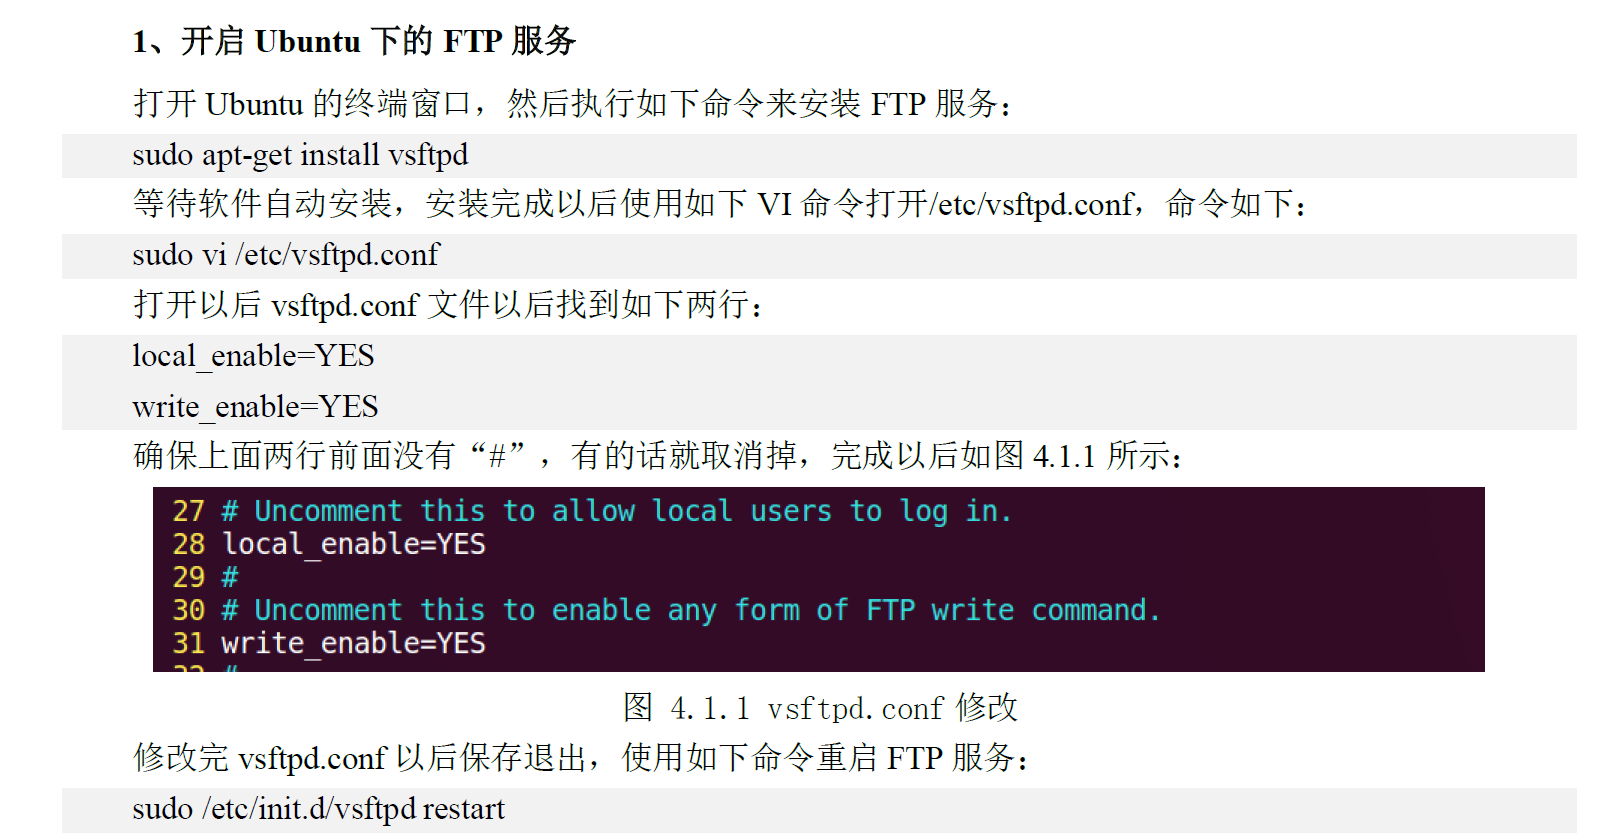 1、开启 Ubuntu 下的 FTP 服务
打开 Ubuntu 的终端窗口，然后执行如下命令来安装 FTP 服务：
sudo apt-get install vsftpd
等待软件自动安装，安装完成以后使用如下 VI 命令打开/etc/vsftpd.conf，命令如下：
sudo vi /etc/vsftpd.conf
打开以后 vsftpd.conf 文件以后找到如下两行：
local_enable=YES
write_enable=YES
确保上面两行前面没有“#”，有的话就取消掉，完成以后如图 4.1.1 所示：
27 # Uncomment this to allow local users to log in.
28 local_enable=YES
29 #
30 # Uncomment this to enable any form of FTP write command.
31 write_enable=YES
图 4.1.1 vsftpd.conf 修改
修改完 vsftpd.conf 以后保存退出，使用如下命令重启 FTP 服务：
sudo /etc/init.d/vsftpd restart